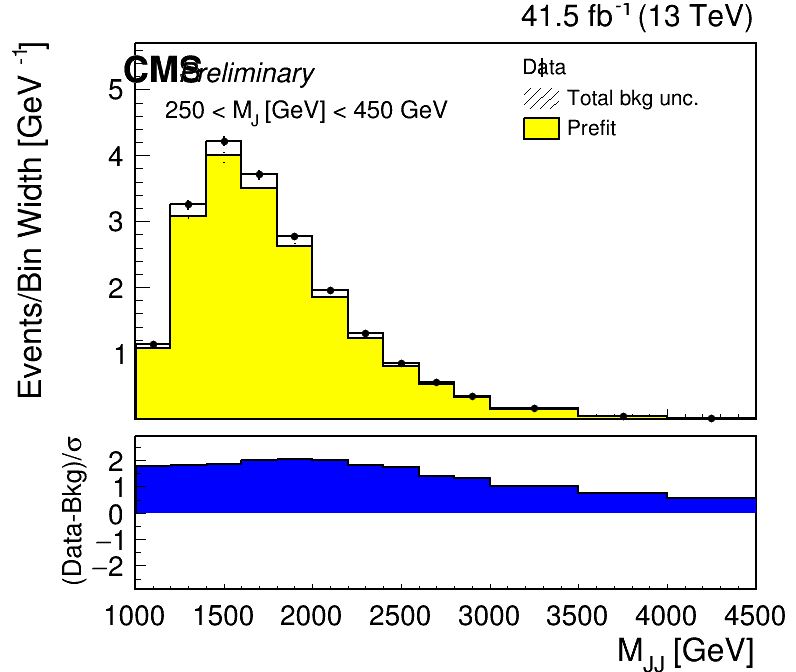 41.5 fb⁻¹ (13 TeV)
CMS Preliminary
250 < M_J [GeV] < 450 GeV
Data
Total bkg unc.
Prefit
Events/Bin Width [GeV⁻¹]
5
4
3
2
1
(Data-Bkg)/σ
2
1
0
−1
−2
1000 1500 2000 2500 3000 3500 4000 4500
M_JJ [GeV]